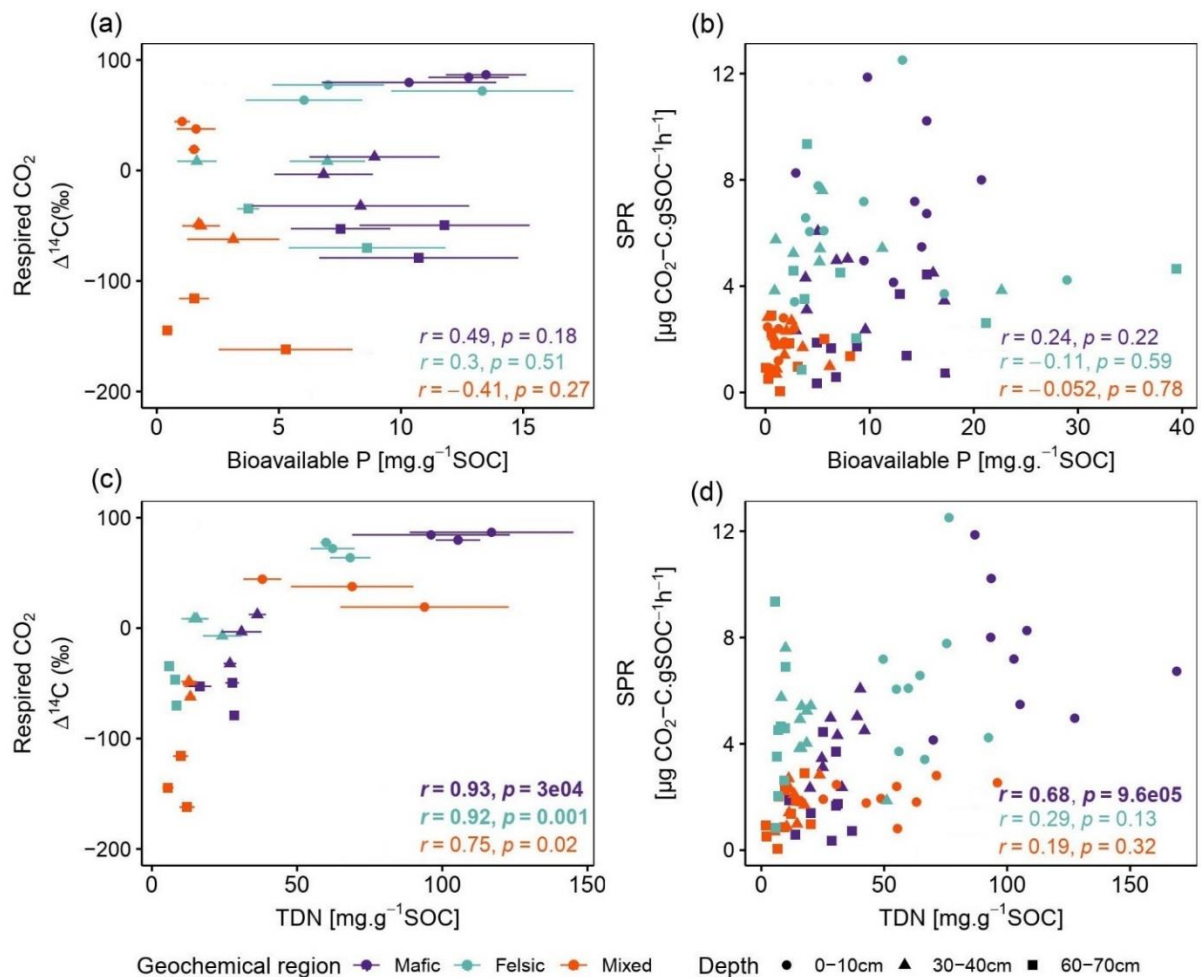 (a)
100
0
−100
−200
Respired CO₂
Δ¹⁴C(‰)
r = 0.49, p = 0.18
r = 0.3, p = 0.51
r = −0.41, p = 0.27
0 5 10 15
Bioavailable P [mg.g⁻¹SOC]
(b)
12
8
4
0
SPR
[µg CO₂−C.gSOC⁻¹h⁻¹]
r = 0.24, p = 0.22
r = −0.11, p = 0.59
r = −0.052, p = 0.78
0 10 20 30 40
Bioavailable P [mg.g.⁻¹SOC]
(c)
100
0
−100
−200
Respired CO₂
Δ¹⁴C (‰)
r = 0.93, p = 3e04
r = 0.92, p = 0.001
r = 0.75, p = 0.02
0 50 100 150
TDN [mg.g⁻¹SOC]
(d)
12
8
4
0
SPR
[µg CO₂−C.gSOC⁻¹h⁻¹]
r = 0.68, p = 9.6e05
r = 0.29, p = 0.13
r = 0.19, p = 0.32
0 50 100 150
TDN [mg.g⁻¹SOC]
Geochemical region Mafic Felsic Mixed Depth 0−10cm 30−40cm 60−70cm